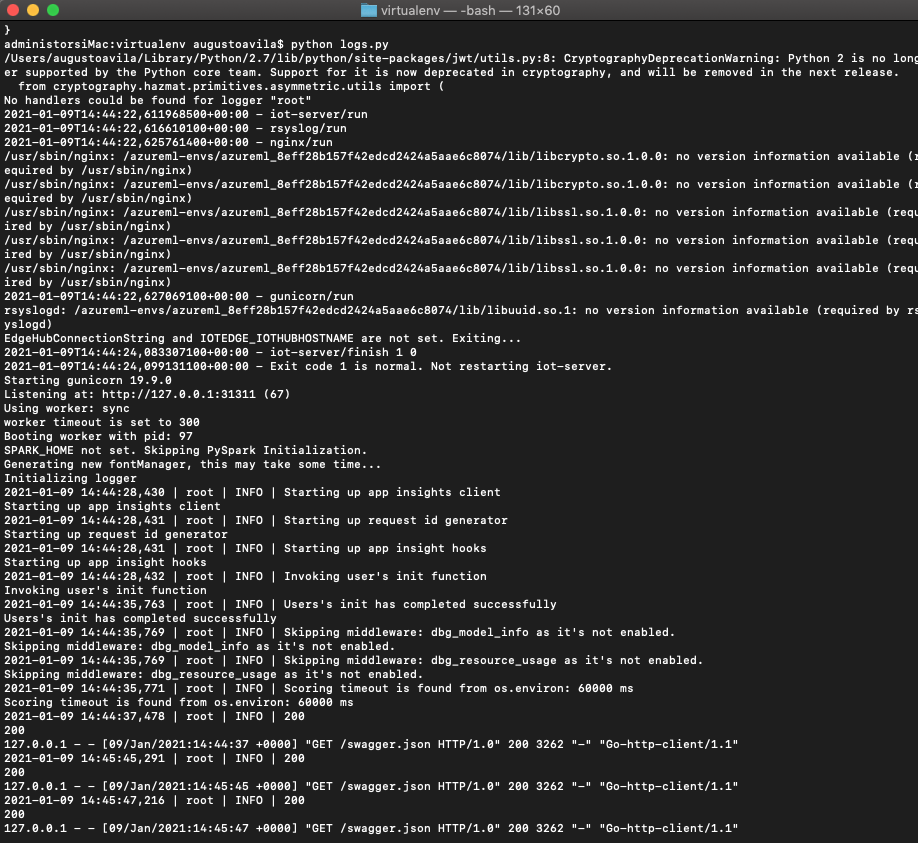 virtualenv — -bash — 131×60
}
administorsiMac:virtualenv augustoavila$ python logs.py
/Users/augustoavila/Library/Python/2.7/lib/python/site-packages/jwt/utils.py:8: CryptographyDeprecationWarning: Python 2 is no long
er supported by the Python core team. Support for it is now deprecated in cryptography, and will be removed in the next release.
  from cryptography.hazmat.primitives.asymmetric.utils import (
No handlers could be found for logger "root"
2021-01-09T14:44:22,611968500+00:00 - iot-server/run
2021-01-09T14:44:22,616610100+00:00 - rsyslog/run
2021-01-09T14:44:22,625761400+00:00 - nginx/run
/usr/sbin/nginx: /azureml-envs/azureml_8eff28b157f42edcd2424a5aae6c8074/lib/libcrypto.so.1.0.0: no version information available (r
equired by /usr/sbin/nginx)
/usr/sbin/nginx: /azureml-envs/azureml_8eff28b157f42edcd2424a5aae6c8074/lib/libcrypto.so.1.0.0: no version information available (r
equired by /usr/sbin/nginx)
/usr/sbin/nginx: /azureml-envs/azureml_8eff28b157f42edcd2424a5aae6c8074/lib/libssl.so.1.0.0: no version information available (requ
ired by /usr/sbin/nginx)
/usr/sbin/nginx: /azureml-envs/azureml_8eff28b157f42edcd2424a5aae6c8074/lib/libssl.so.1.0.0: no version information available (requ
ired by /usr/sbin/nginx)
/usr/sbin/nginx: /azureml-envs/azureml_8eff28b157f42edcd2424a5aae6c8074/lib/libssl.so.1.0.0: no version information available (requ
ired by /usr/sbin/nginx)
2021-01-09T14:44:22,627069100+00:00 - gunicorn/run
rsyslogd: /azureml-envs/azureml_8eff28b157f42edcd2424a5aae6c8074/lib/libuuid.so.1: no version information available (required by rs
yslogd)
EdgeHubConnectionString and IOTEDGE_IOTHUBHOSTNAME are not set. Exiting...
2021-01-09T14:44:24,083307100+00:00 - iot-server/finish 1 0
2021-01-09T14:44:24,099131100+00:00 - Exit code 1 is normal. Not restarting iot-server.
Starting gunicorn 19.9.0
Listening at: http://127.0.0.1:31311 (67)
Using worker: sync
worker timeout is set to 300
Booting worker with pid: 97
SPARK_HOME not set. Skipping PySpark Initialization.
Generating new fontManager, this may take some time...
Initializing logger
2021-01-09 14:44:28,430 | root | INFO | Starting up app insights client
Starting up app insights client
2021-01-09 14:44:28,431 | root | INFO | Starting up request id generator
Starting up request id generator
2021-01-09 14:44:28,431 | root | INFO | Starting up app insight hooks
Starting up app insight hooks
2021-01-09 14:44:28,432 | root | INFO | Invoking user's init function
Invoking user's init function
2021-01-09 14:44:35,763 | root | INFO | Users's init has completed successfully
Users's init has completed successfully
2021-01-09 14:44:35,769 | root | INFO | Skipping middleware: dbg_model_info as it's not enabled.
Skipping middleware: dbg_model_info as it's not enabled.
2021-01-09 14:44:35,769 | root | INFO | Skipping middleware: dbg_resource_usage as it's not enabled.
Skipping middleware: dbg_resource_usage as it's not enabled.
2021-01-09 14:44:35,771 | root | INFO | Scoring timeout is found from os.environ: 60000 ms
Scoring timeout is found from os.environ: 60000 ms
2021-01-09 14:44:37,478 | root | INFO | 200
200
127.0.0.1 - - [09/Jan/2021:14:44:37 +0000] "GET /swagger.json HTTP/1.0" 200 3262 "-" "Go-http-client/1.1"
2021-01-09 14:45:45,291 | root | INFO | 200
200
127.0.0.1 - - [09/Jan/2021:14:45:45 +0000] "GET /swagger.json HTTP/1.0" 200 3262 "-" "Go-http-client/1.1"
2021-01-09 14:45:47,216 | root | INFO | 200
200
127.0.0.1 - - [09/Jan/2021:14:45:47 +0000] "GET /swagger.json HTTP/1.0" 200 3262 "-" "Go-http-client/1.1"